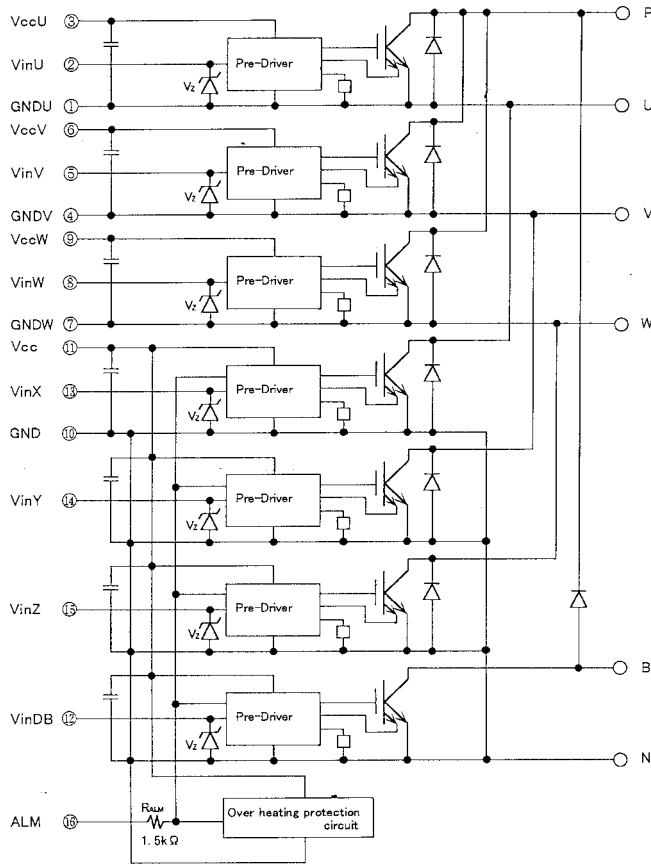 VccU ③ P
VinU ② Pre-Driver
Vz
GNDU ① U
VccV ⑥
VinV ⑤ Pre-Driver
Vz
GNDV ④ V
VccW ⑨
VinW ⑧ Pre-Driver
Vz
GNDW ⑦ W
Vcc ⑪
VinX ⑬ Pre-Driver
Vz
GND ⑩
VinY ⑭ Pre-Driver
Vz
VinZ ⑮ Pre-Driver
Vz
B
VinDB ⑫ Pre-Driver
Vz
N
RALM
Over heating protection
circuit
ALM ⑯
1.5kΩ